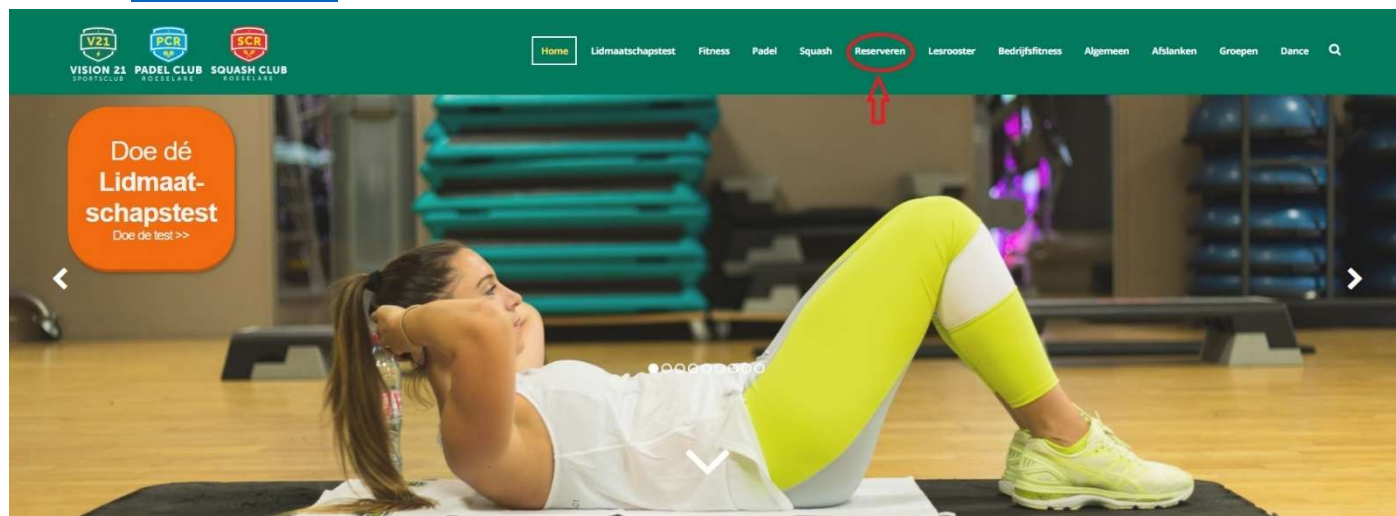 V21 PCR SCR
VISION 21 PADEL CLUB SQUASH CLUB
SPORTSCLUB ROESELARE ROESELARE
Home Lidmaatschapstest Fitness Padel Squash Reserveren Lesrooster Bedrijfsfitness Algemeen Afslanken Groepen Dance
Doe dé
Lidmaat-
schapstest
Doe de test >>